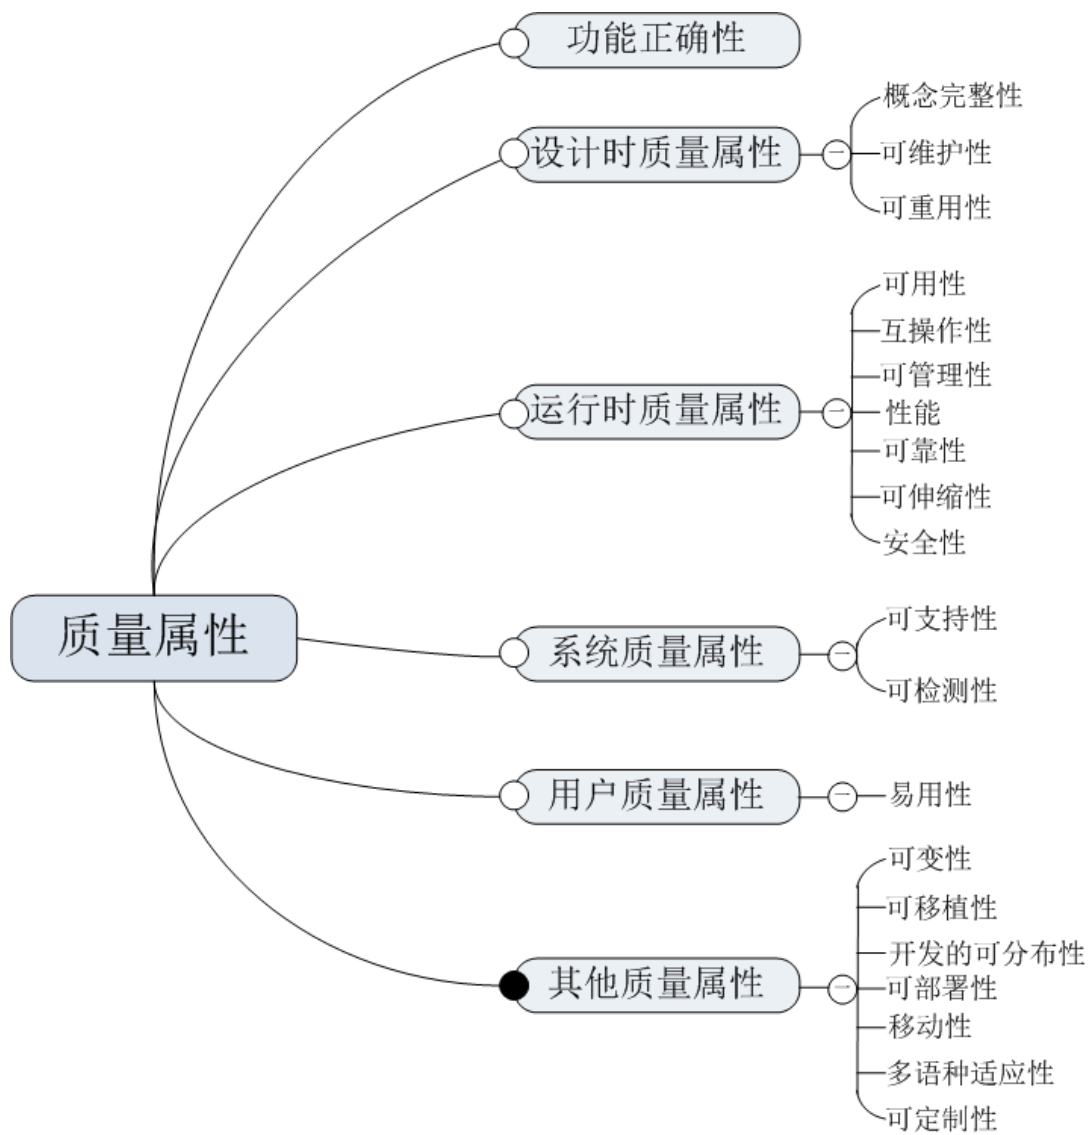 功能正确性
设计时质量属性
概念完整性
可维护性
可重用性
运行时质量属性
可用性
互操作性
可管理性
性能
可靠性
可伸缩性
安全性
质量属性
系统质量属性
可支持性
可检测性
用户质量属性
易用性
其他质量属性
可变性
可移植性
开发的可分布性
可部署性
移动性
多语种适应性
可定制性